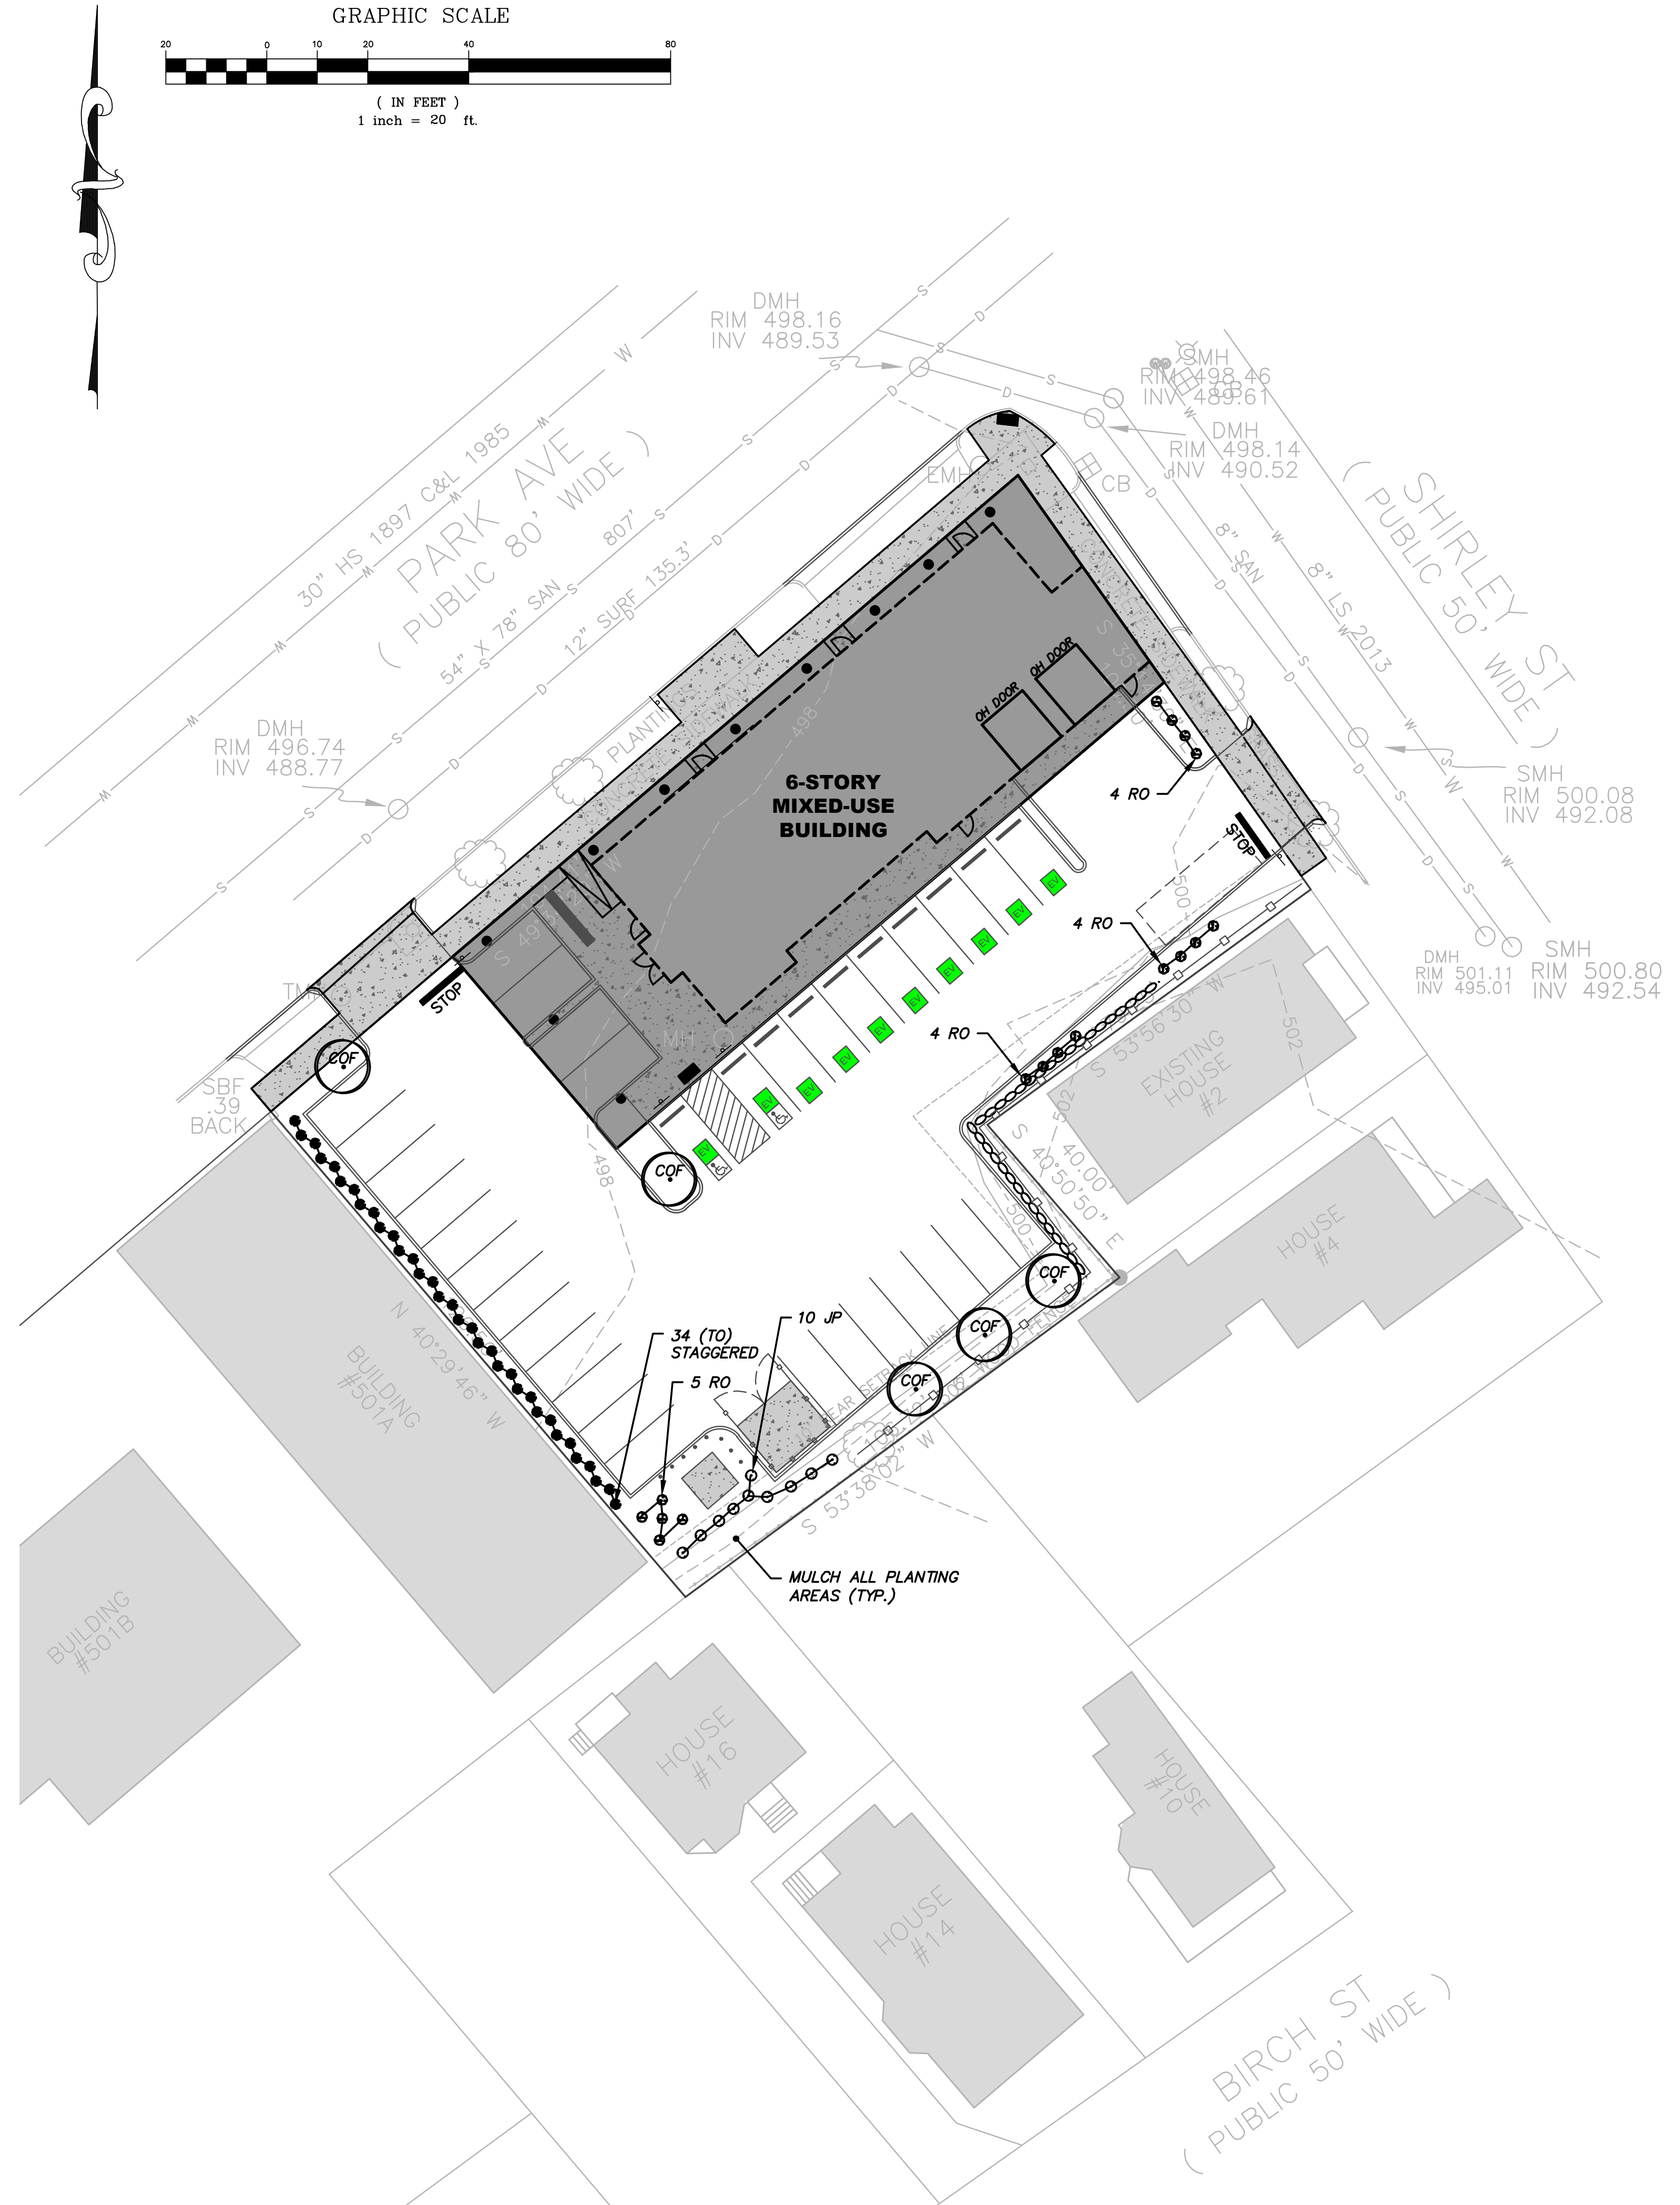 GRAPHIC SCALE
20 0 10 20 40 80
( IN FEET )
1 inch = 20 ft.
DMH
RIM 498.16
INV 489.53
SMH
RIM 498.46
INV 489.61
CB
DMH
RIM 498.14
INV 490.52
CB
EMH
30" HS 1897 C&L 1985
PARK AVE
( PUBLIC 80' WIDE )
54" X 78" SAN 807'
12" SURF 135.3'
SHIRLEY ST
( PUBLIC 50' WIDE )
8" SAN
8" LS 2013
DMH
RIM 496.74
INV 488.77
SMH
RIM 500.08
INV 492.08
DMH
RIM 501.11
INV 495.01
SMH
RIM 500.80
INV 492.54
498
OH DOOR
OH DOOR
6-STORY
MIXED-USE
BUILDING
4 RO
STOP
4 RO
500
4 RO
STOP
MH
EV
EV
EV
EV
EV
EV
EV
EV
EV
EV
COF
COF
SBF
.39
BACK
498
S 53°56'30" W
EXISTING
HOUSE
#2
502
502
S 40°50'50" E
40.00'
500
HOUSE
#4
COF
COF
COF
N 40°29'46" W
BUILDING
#501A
34 (TO)
STAGGERED
10 JP
5 RO
S 53°38'02" W
MULCH ALL PLANTING
AREAS (TYP.)
BUILDING
#501B
HOUSE
#16
HOUSE
#10
HOUSE
#14
BIRCH ST
( PUBLIC 50' WIDE )